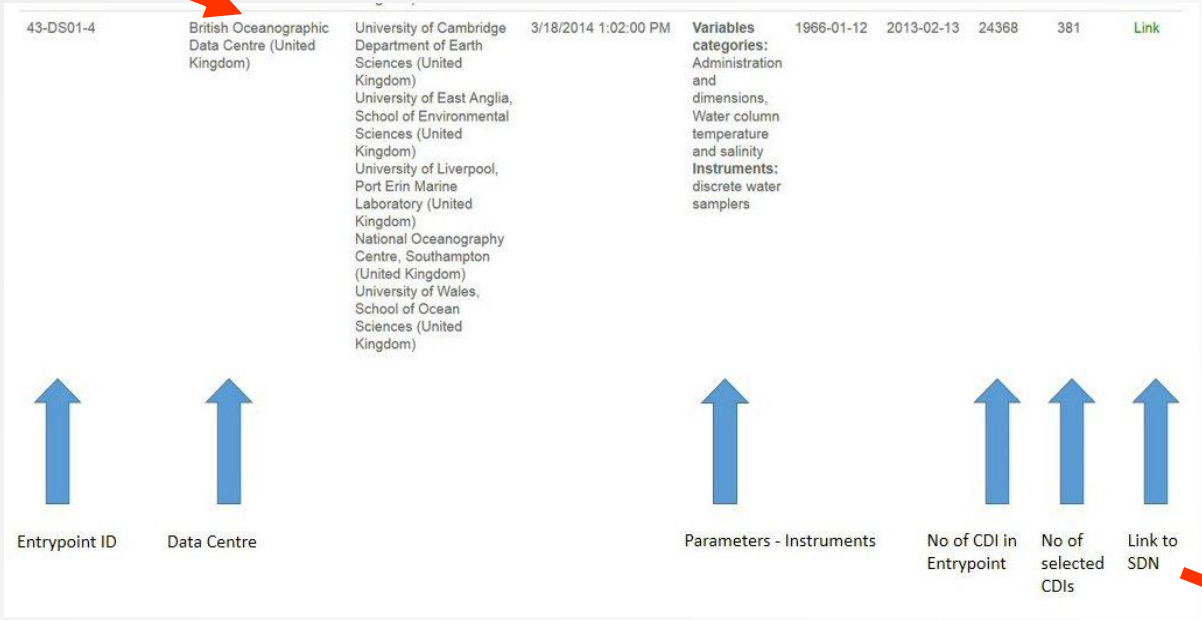 43-DS01-4
British Oceanographic
Data Centre (United
Kingdom)
University of Cambridge
Department of Earth
Sciences (United
Kingdom)
University of East Anglia,
School of Environmental
Sciences (United
Kingdom)
University of Liverpool,
Port Erin Marine
Laboratory (United
Kingdom)
National Oceanography
Centre, Southampton
(United Kingdom)
University of Wales,
School of Ocean
Sciences (United
Kingdom)
3/18/2014 1:02:00 PM
Variables
categories:
Administration
and
dimensions,
Water column
temperature
and salinity
Instruments:
discrete water
samplers
1966-01-12
2013-02-13
24368
381
Link
Entrypoint ID
Data Centre
Parameters - Instruments
No of CDI in
Entrypoint
No of
selected
CDIs
Link to
SDN